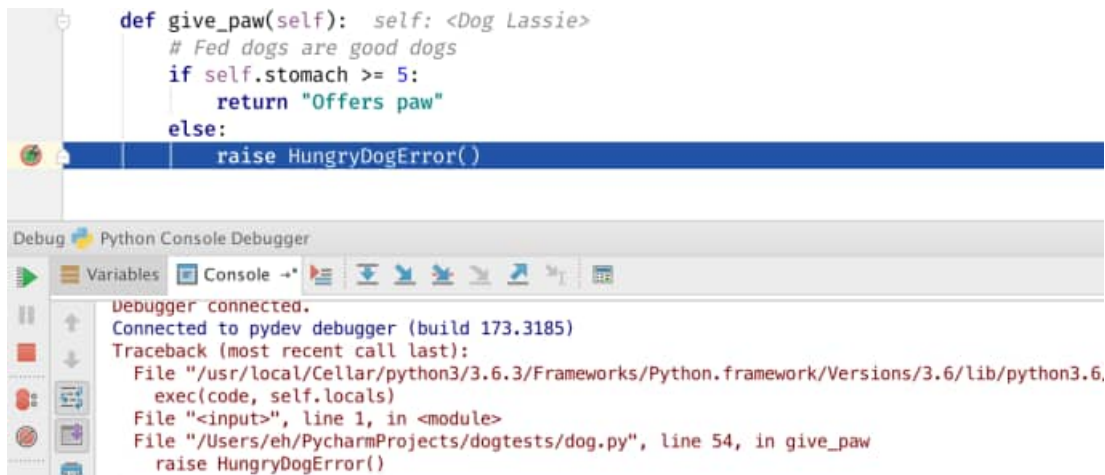 def give_paw(self): self: <Dog Lassie>
# Fed dogs are good dogs
if self.stomach >= 5:
return "Offers paw"
else:
raise HungryDogError()
Debug Python Console Debugger
Variables Console
Debugger connected.
Connected to pydev debugger (build 173.3185)
Traceback (most recent call last):
File "/usr/local/Cellar/python3/3.6.3/Frameworks/Python.framework/Versions/3.6/lib/python3.6/
exec(code, self.locals)
File "<input>", line 1, in <module>
File "/Users/eh/PycharmProjects/dogtests/dog.py", line 54, in give_paw
raise HungryDogError()